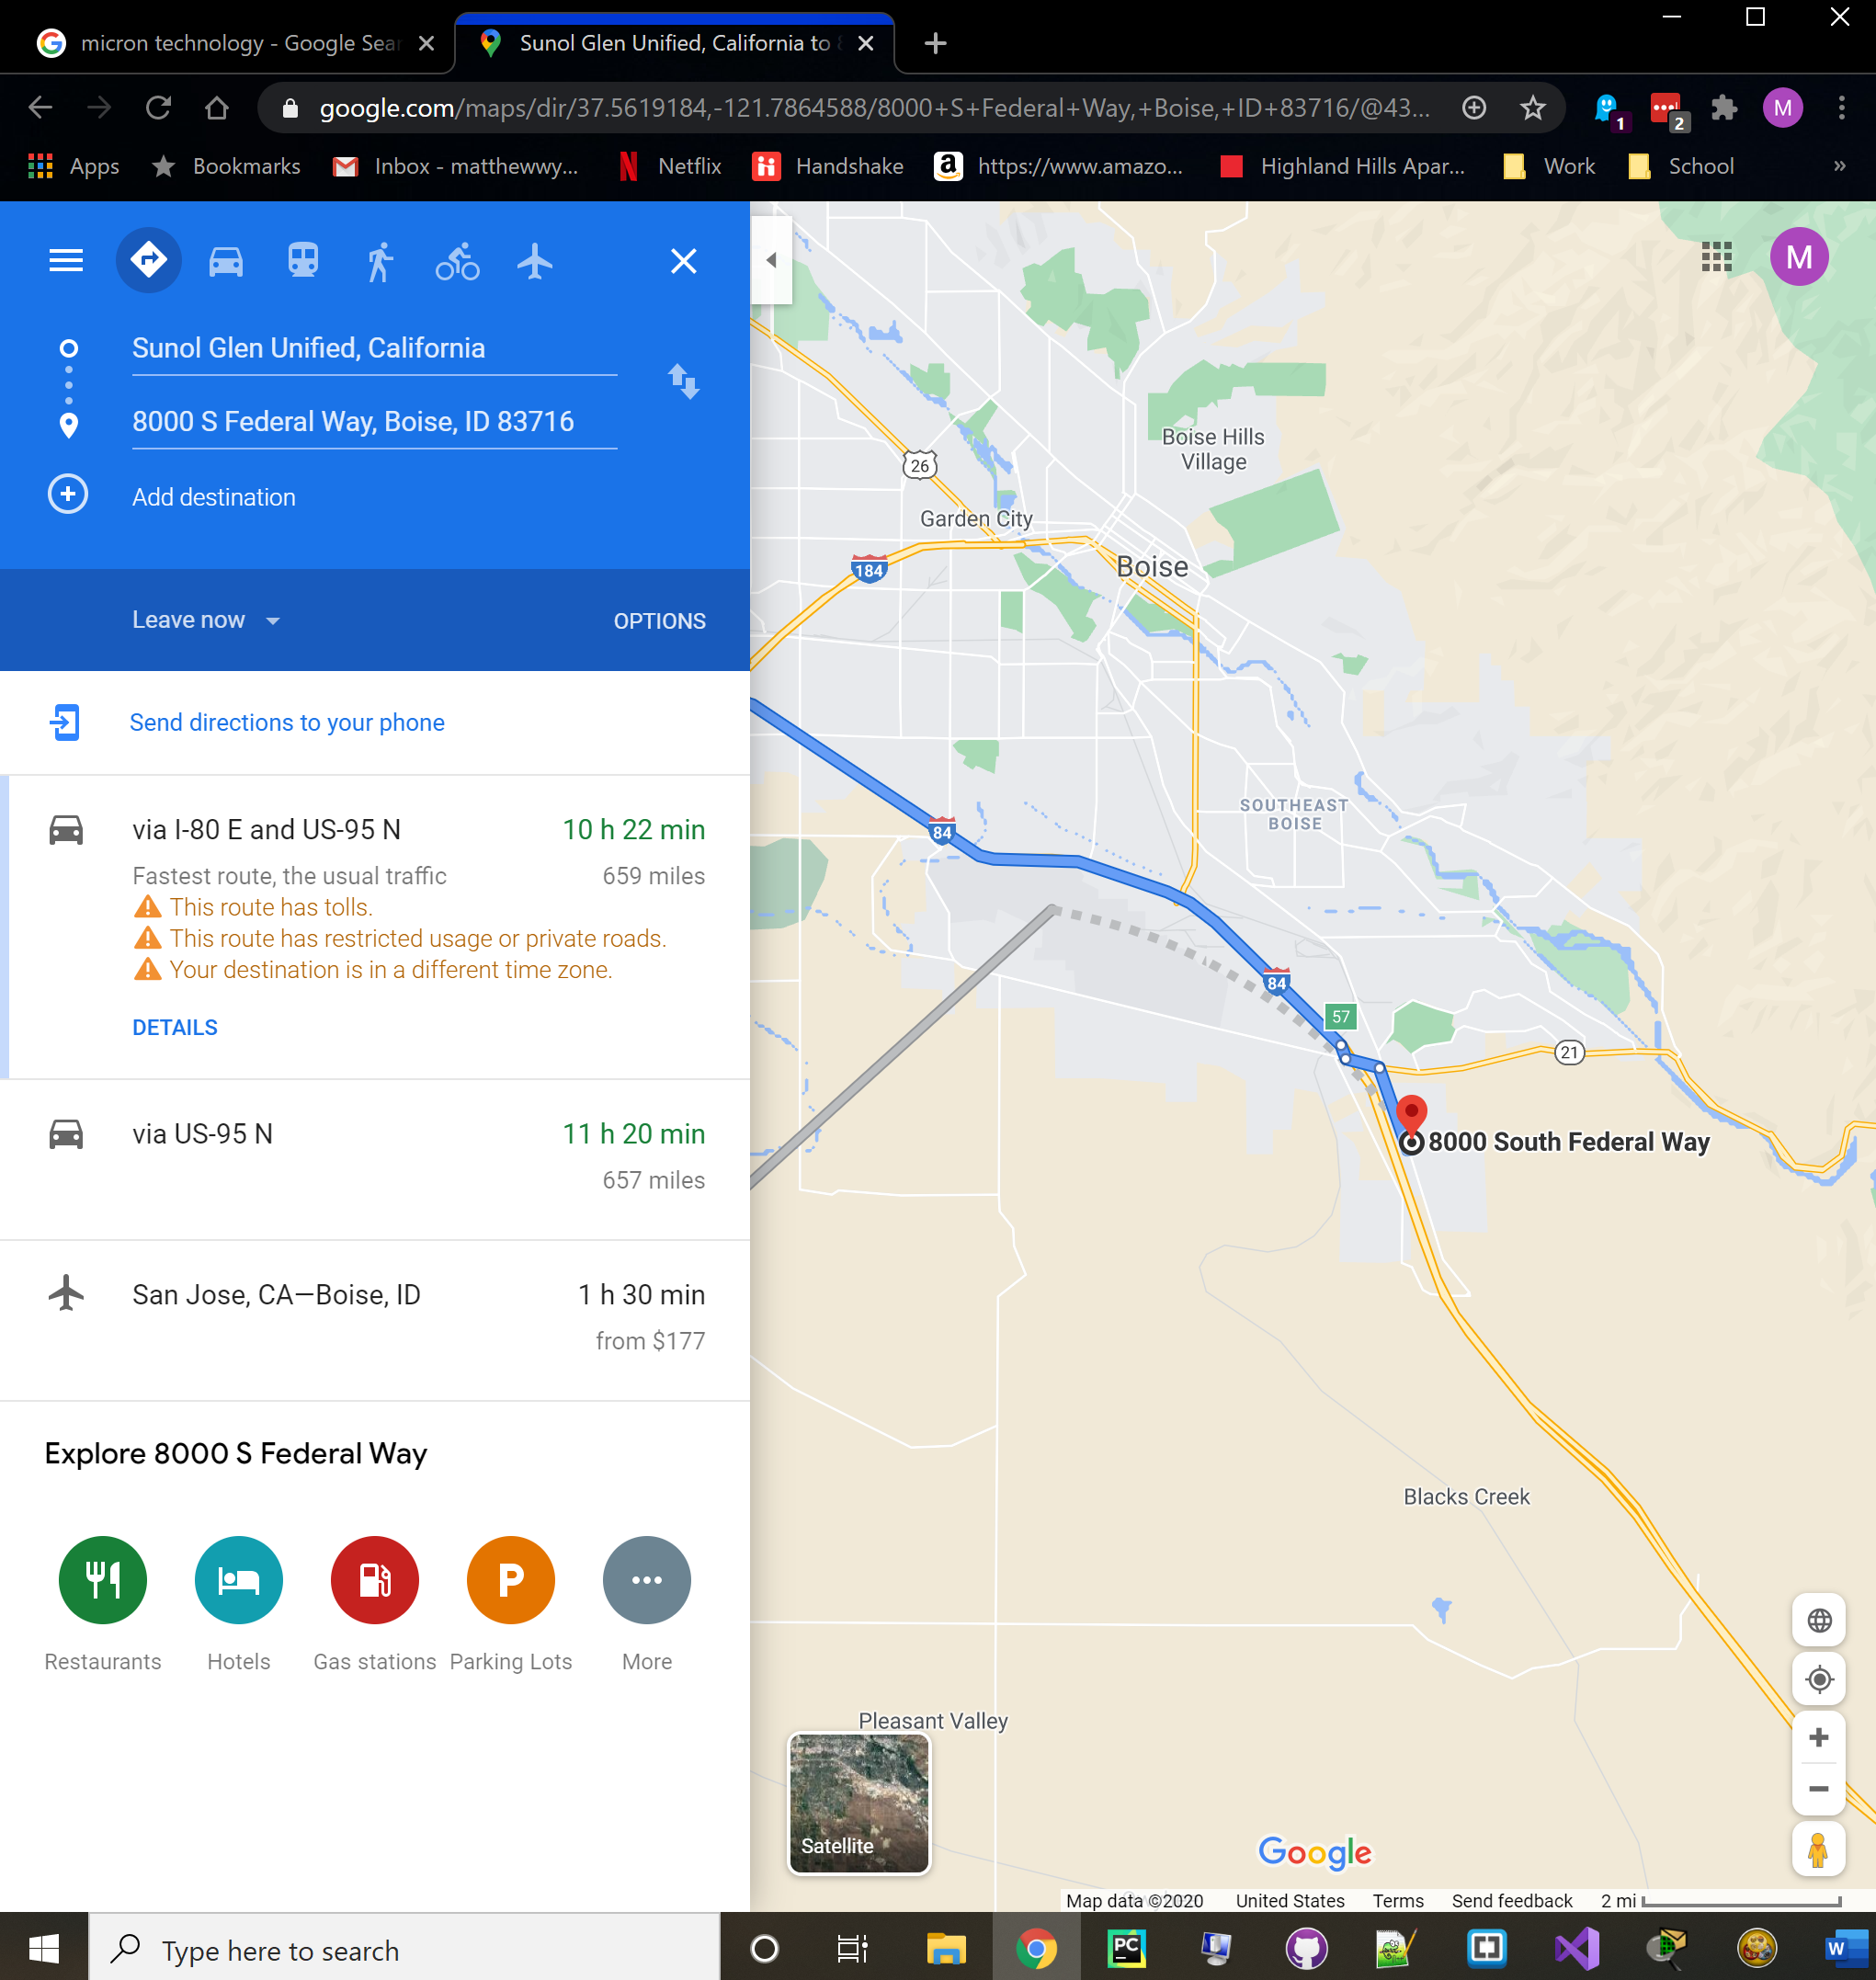 micron technology - Google Sear
Sunol Glen Unified, California to 8
google.com/maps/dir/37.5619184,-121.7864588/8000+S+Federal+Way,+Boise,+ID+83716/@43...
1
2
M
Apps
Bookmarks
Inbox - matthewwy...
Netflix
Handshake
https://www.amazo...
Highland Hills Apar...
Work
School
»
Sunol Glen Unified, California
8000 S Federal Way, Boise, ID 83716
Add destination
Leave now
OPTIONS
Send directions to your phone
via I-80 E and US-95 N
10 h 22 min
Fastest route, the usual traffic
659 miles
This route has tolls.
This route has restricted usage or private roads.
Your destination is in a different time zone.
DETAILS
via US-95 N
11 h 20 min
657 miles
San Jose, CA—Boise, ID
1 h 30 min
from $177
Explore 8000 S Federal Way
P
Restaurants
Hotels
Gas stations
Parking Lots
More
M
Boise Hills
Village
26
Garden City
184
Boise
SOUTHEAST
BOISE
84
84
57
21
8000 South Federal Way
Blacks Creek
Pleasant Valley
Satellite
Google
Map data ©2020
United States
Terms
Send feedback
2 mi
Type here to search
PC
W